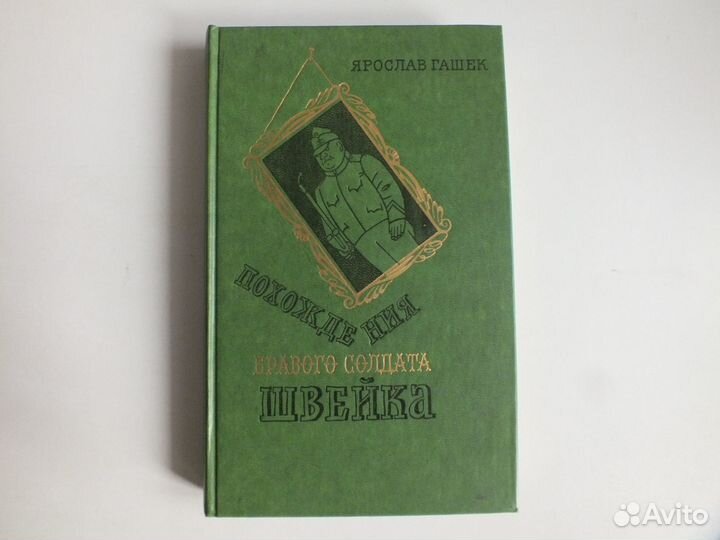 ЯРОСЛАВ ГАШЕК
ПОХОЖДЕНИЯ
БРАВОГО СОЛДАТА
ШВЕЙКА
Avito